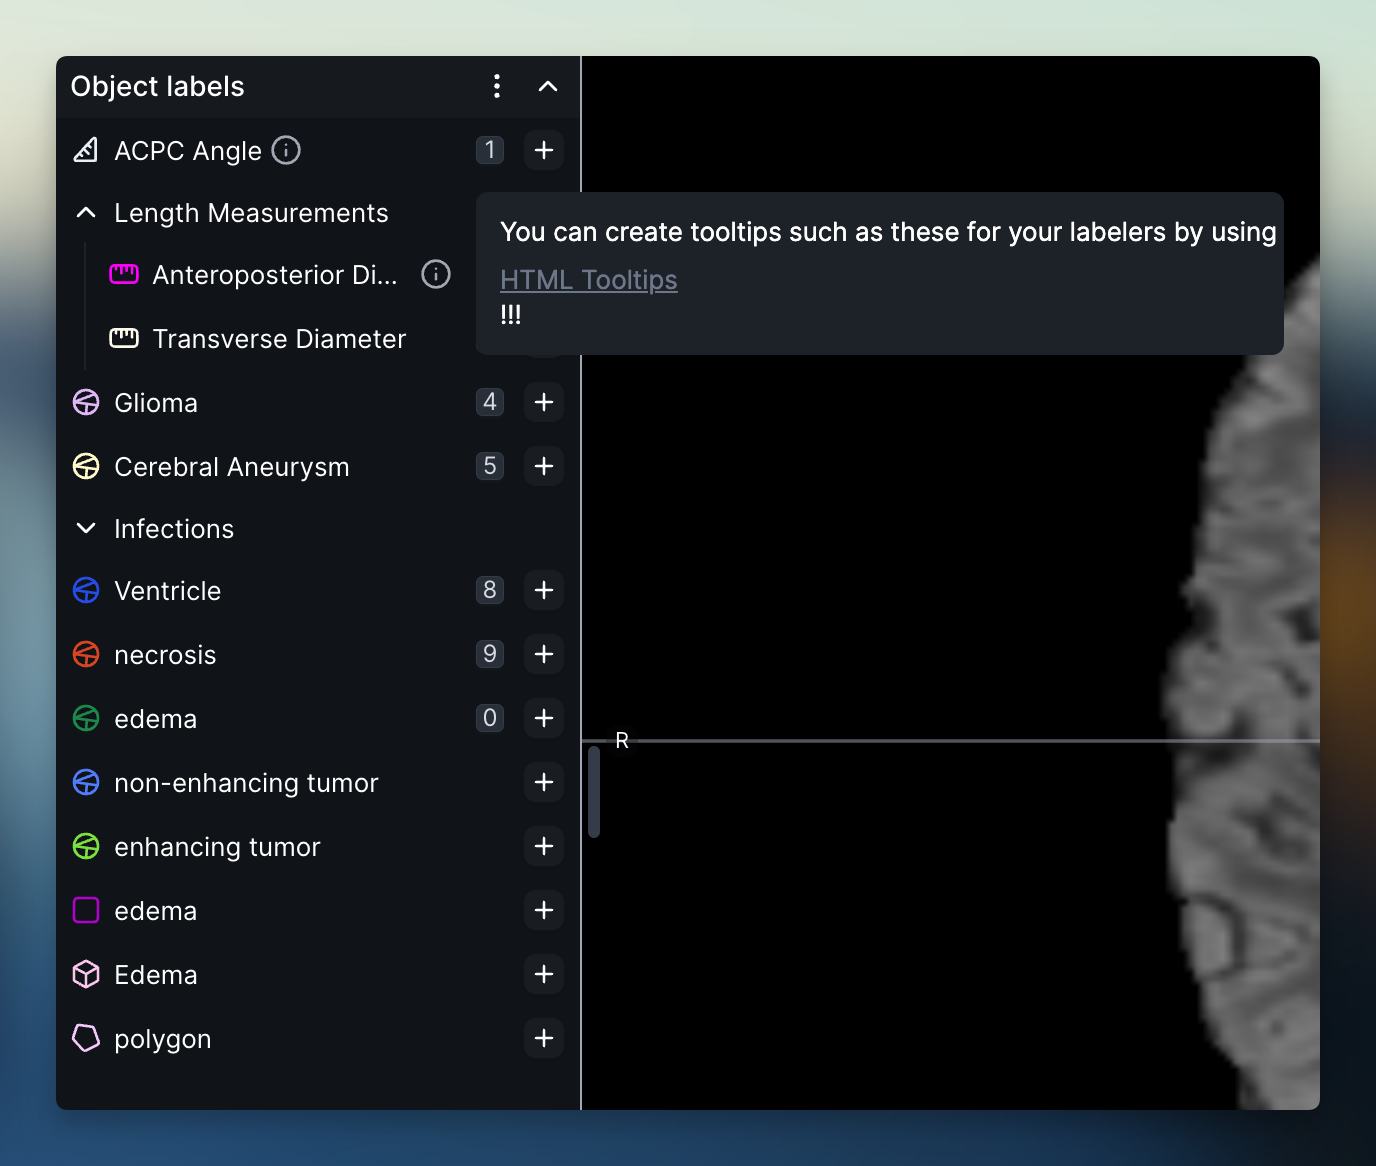 Object labels
ACPC Angle
1
Length Measurements
You can create tooltips such as these for your labelers by using
HTML Tooltips
!!!
Anteroposterior Di...
Transverse Diameter
Glioma
4
Cerebral Aneurysm
5
Infections
Ventricle
8
necrosis
9
edema
0
R
non-enhancing tumor
enhancing tumor
edema
Edema
polygon